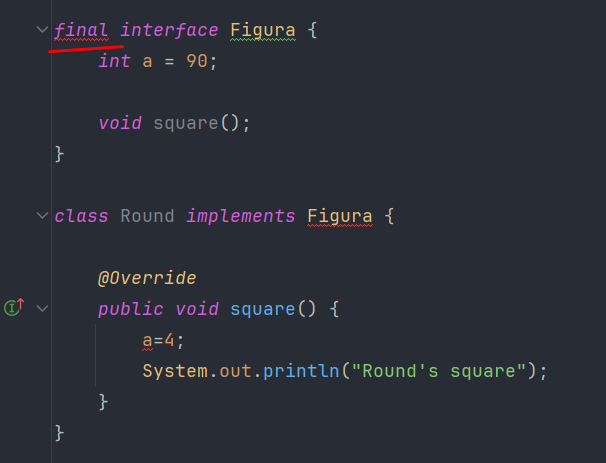 final interface Figura {
int a = 90;
void square();
}
class Round implements Figura {
@Override
public void square() {
a=4;
System.out.println("Round's square");
}
}